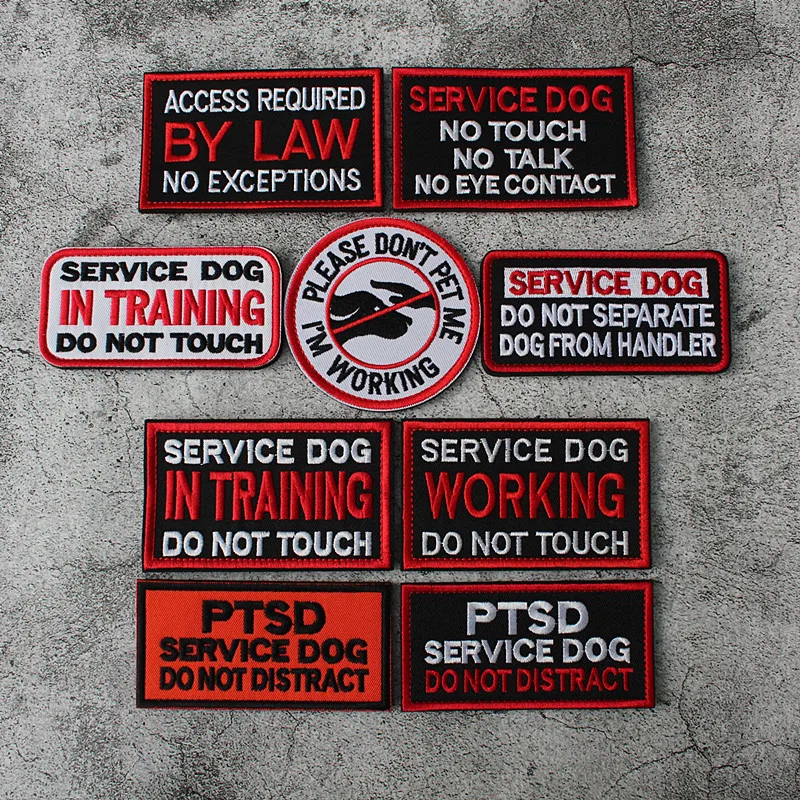 ACCESS REQUIRED
BY LAW
NO EXCEPTIONS
SERVICE DOG
NO TOUCH
NO TALK
NO EYE CONTACT
SERVICE DOG
IN TRAINING
DO NOT TOUCH
PLEASE DON'T PET ME
I'M WORKING
SERVICE DOG
DO NOT SEPARATE
DOG FROM HANDLER
SERVICE DOG
IN TRAINING
DO NOT TOUCH
SERVICE DOG
WORKING
DO NOT TOUCH
PTSD
SERVICE DOG
DO NOT DISTRACT
PTSD
SERVICE DOG
DO NOT DISTRACT